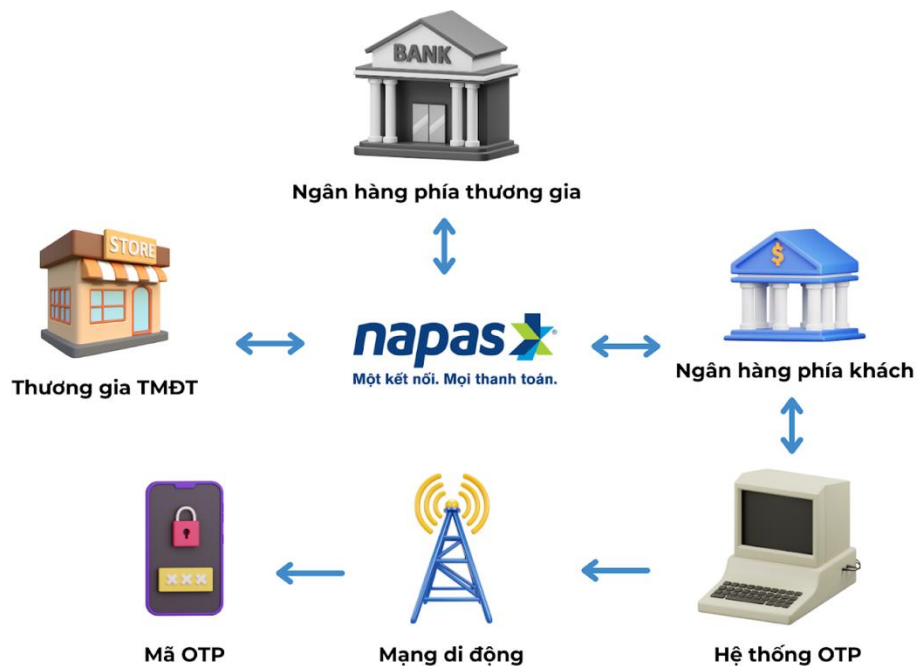 BANK
Ngân hàng phía thương gia
STORE
$
napas
®
Một kết nối. Mọi thanh toán.
Thương gia TMĐT
Ngân hàng phía khách
xxx
Mã OTP
Mạng di động
Hệ thống OTP